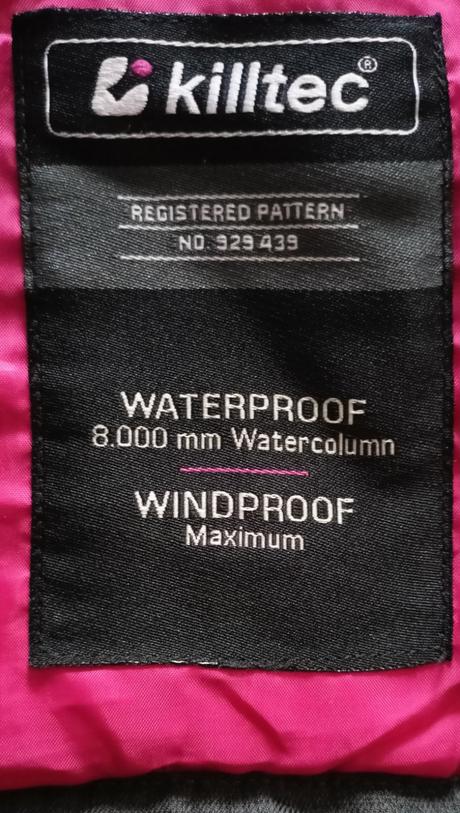 killtec®
REGISTERED PATTERN
NO. 929 439
WATERPROOF
8.000 mm Watercolumn
WINDPROOF
Maximum